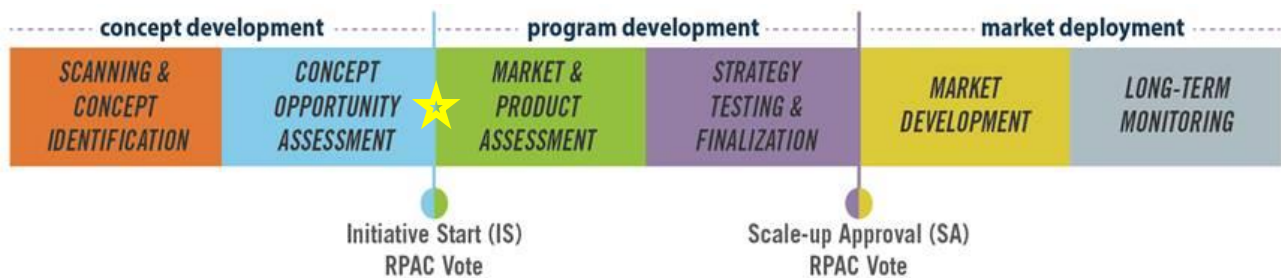 concept development
program development
market deployment
SCANNING &
CONCEPT
IDENTIFICATION
CONCEPT
OPPORTUNITY
ASSESSMENT
MARKET &
PRODUCT
ASSESSMENT
STRATEGY
TESTING &
FINALIZATION
MARKET
DEVELOPMENT
LONG-TERM
MONITORING
Initiative Start (IS)
RPAC Vote
Scale-up Approval (SA)
RPAC Vote